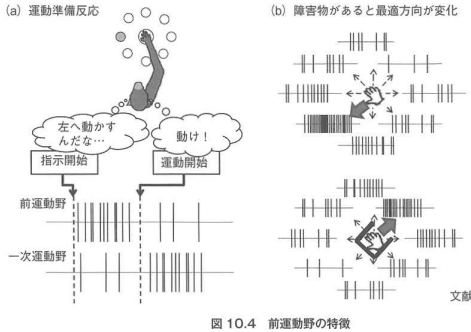 (a) 運動準備反応
左へ動かす
んだな…
動け！
指示開始
運動開始
前運動野
一次運動野
(b) 障害物があると最適方向が変化
文献
図 10.4　前運動野の特徴